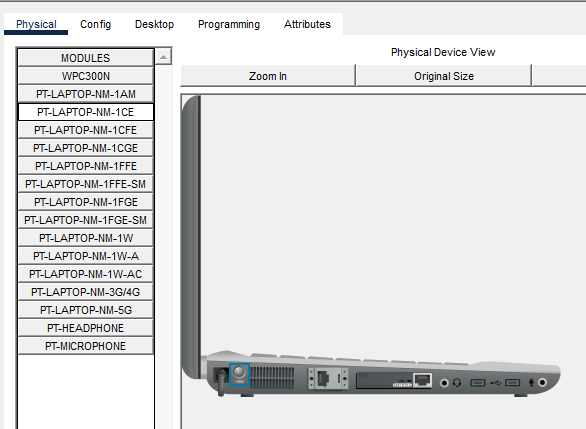 Physical Config Desktop Programming Attributes
MODULES
WPC300N
PT-LAPTOP-NM-1AM
PT-LAPTOP-NM-1CE
PT-LAPTOP-NM-1CFE
PT-LAPTOP-NM-1CGE
PT-LAPTOP-NM-1FFE
PT-LAPTOP-NM-1FFE-SM
PT-LAPTOP-NM-1FGE
PT-LAPTOP-NM-1FGE-SM
PT-LAPTOP-NM-1W
PT-LAPTOP-NM-1W-A
PT-LAPTOP-NM-1W-AC
PT-LAPTOP-NM-3G/4G
PT-LAPTOP-NM-5G
PT-HEADPHONE
PT-MICROPHONE
Physical Device View
Zoom In Original Size